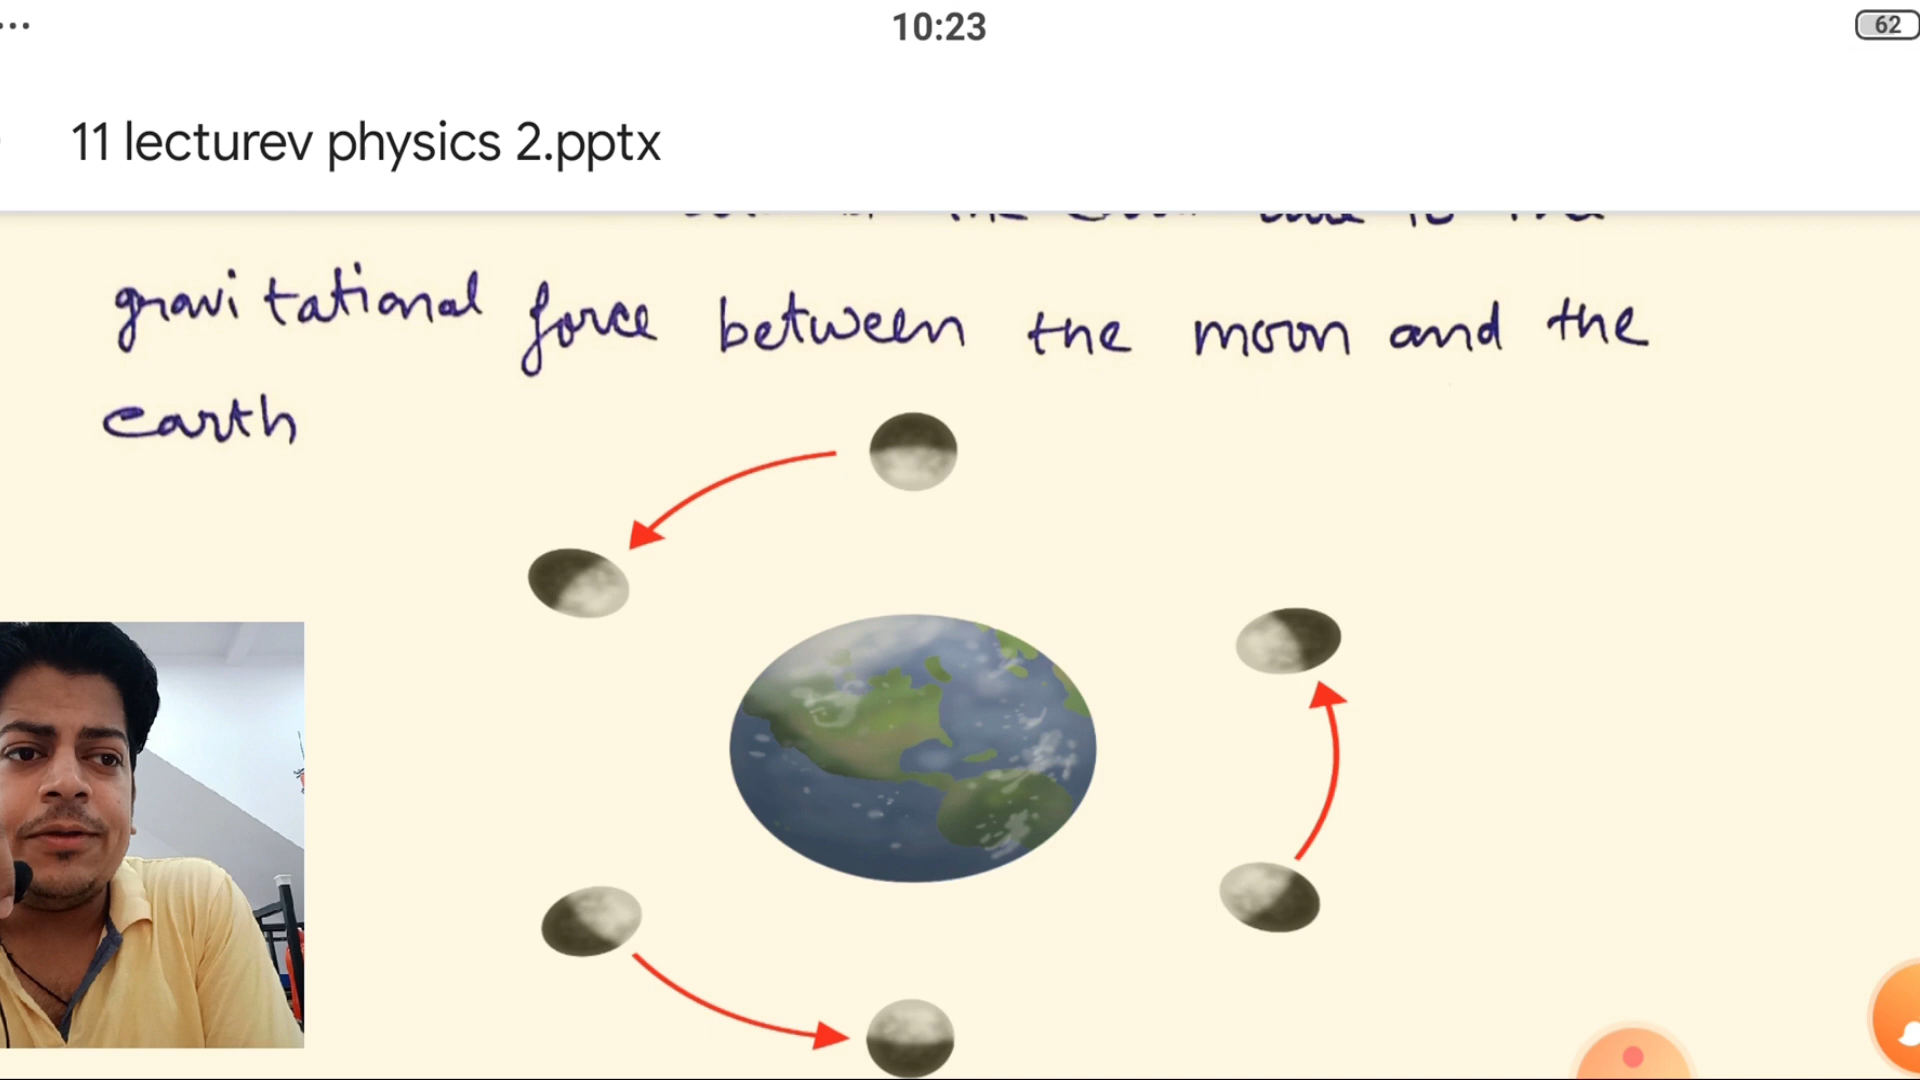 10:23
62
11 lecturev physics 2.pptx
gravitational force between the moon and the
earth